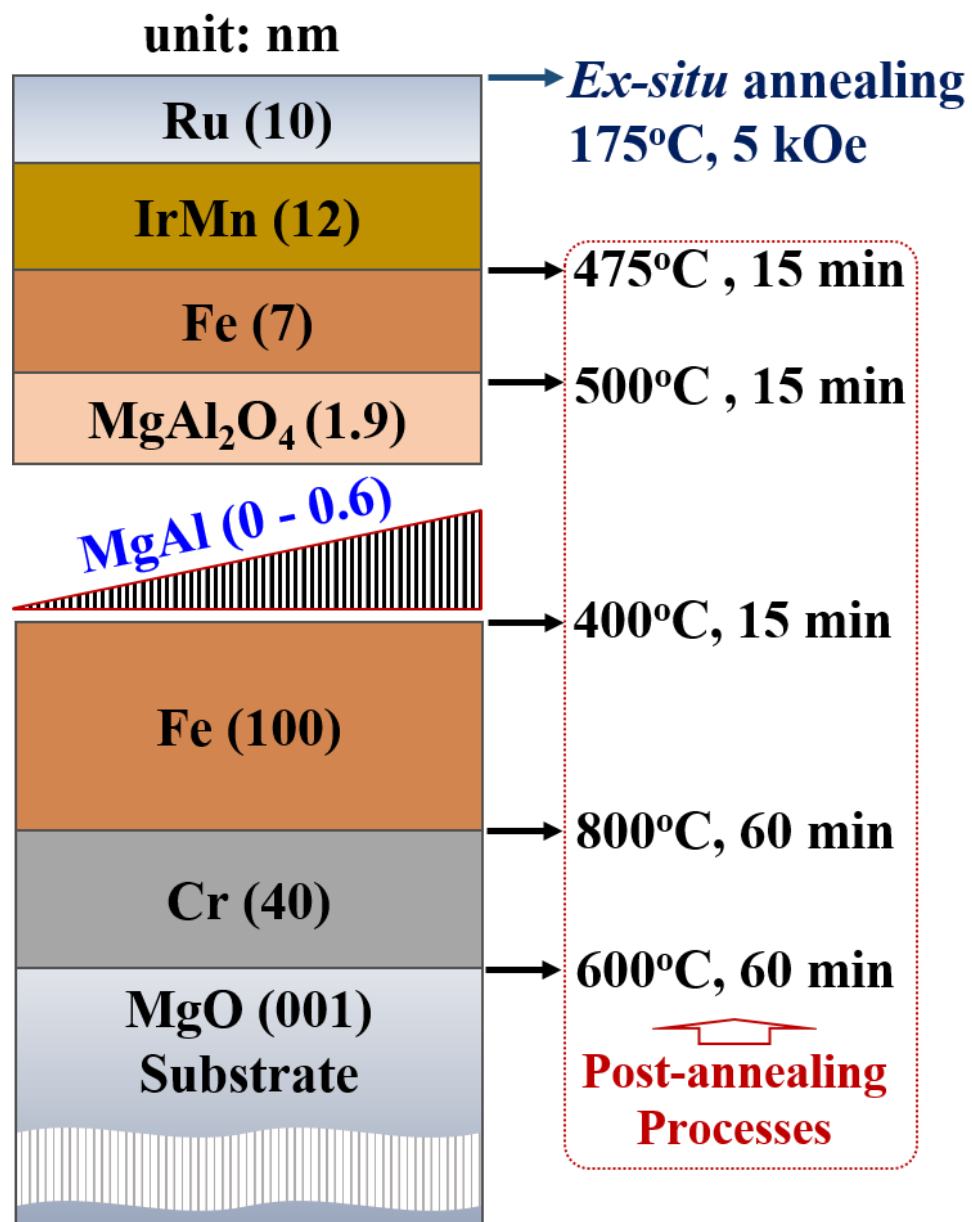 unit: nm
Ru (10)
Ex-situ annealing
175°C, 5 kOe
IrMn (12)
475°C , 15 min
Fe (7)
500°C , 15 min
MgAl₂O₄ (1.9)
MgAl (0 - 0.6)
400°C, 15 min
Fe (100)
800°C, 60 min
Cr (40)
600°C, 60 min
MgO (001)
Substrate
Post-annealing
Processes